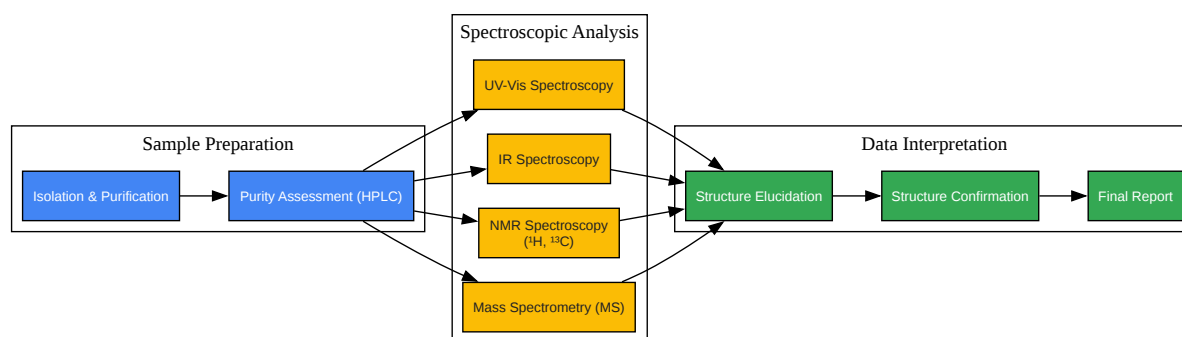 Sample Preparation
Isolation & Purification
Purity Assessment (HPLC)
Spectroscopic Analysis
UV-Vis Spectroscopy
IR Spectroscopy
NMR Spectroscopy
(¹H, ¹³C)
Mass Spectrometry (MS)
Data Interpretation
Structure Elucidation
Structure Confirmation
Final Report